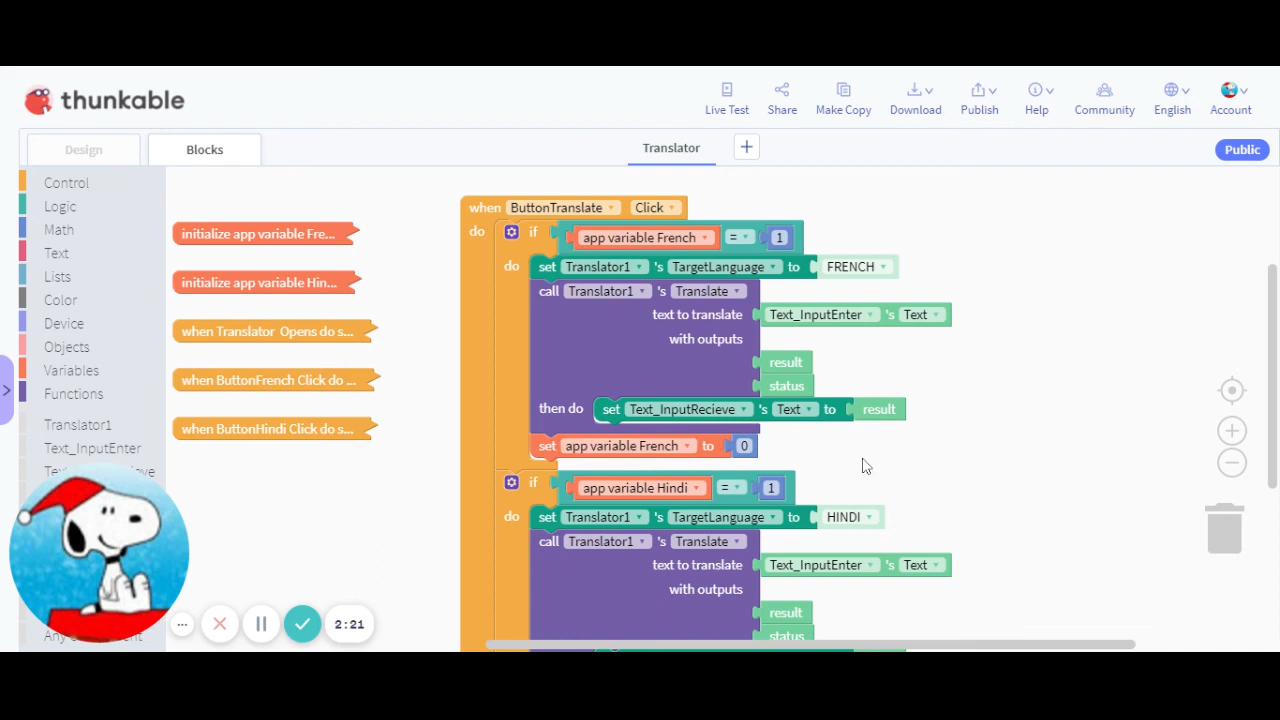 thunkable
Live Test
Share
Make Copy
Download
Publish
Help
Community
English
Account
Design
Blocks
Translator
+
Public
Control
Logic
Math
Text
Lists
Color
Device
Objects
Variables
Functions
Translator1
Text_InputEnter
initialize app variable Fre...
initialize app variable Hin...
when Translator Opens do s...
when ButtonFrench Click do ...
when ButtonHindi Click do s...
when ButtonTranslate Click
do if app variable French = 1
do set Translator1 's TargetLanguage to FRENCH
call Translator1 's Translate
text to translate Text_InputEnter 's Text
with outputs
result
status
then do set Text_InputRecieve 's Text to result
set app variable French to 0
if app variable Hindi = 1
do set Translator1 's TargetLanguage to HINDI
call Translator1 's Translate
text to translate Text_InputEnter 's Text
with outputs
result
status
2:21